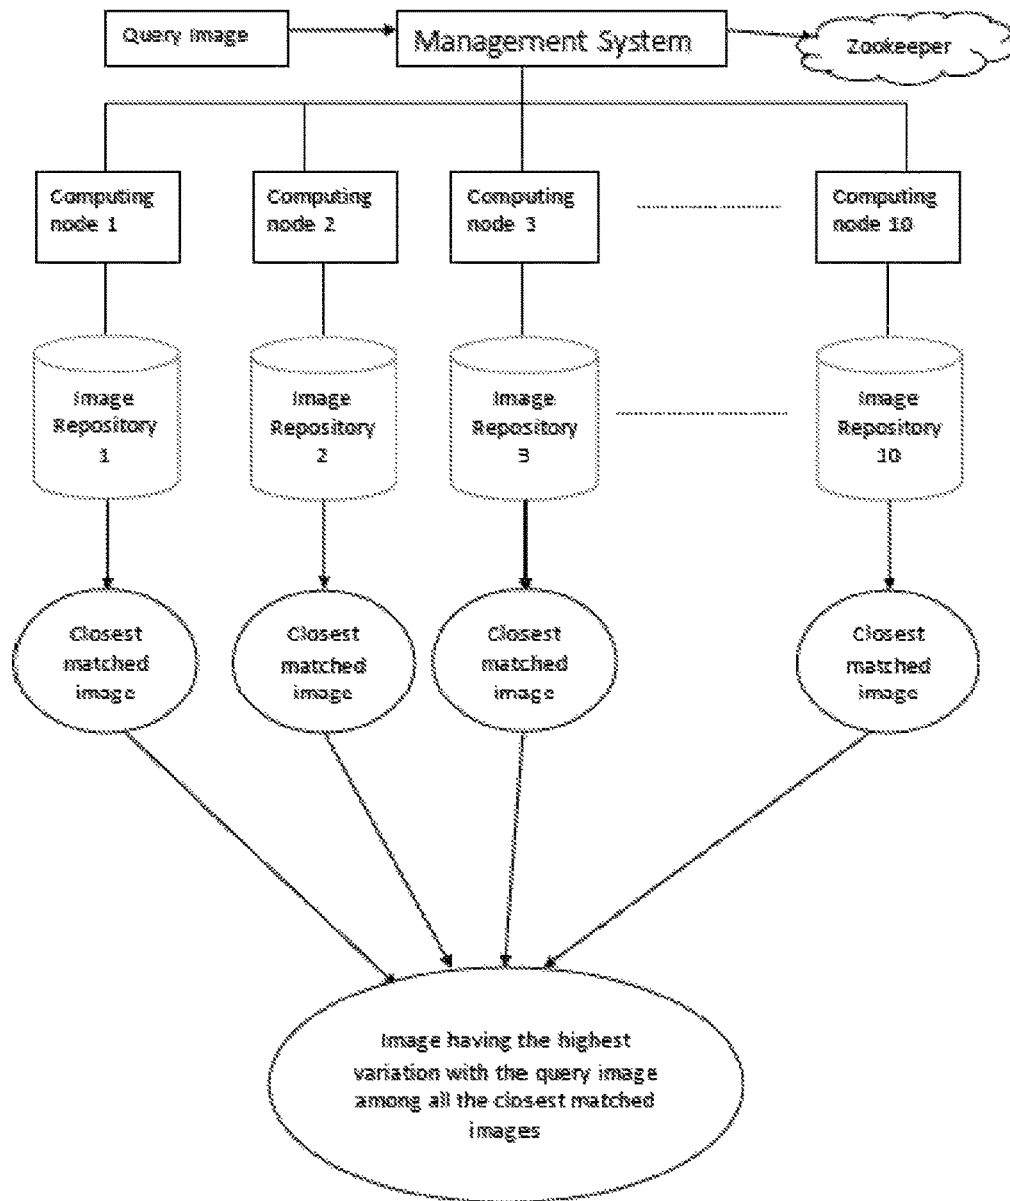 Query Image
Management System
Zookeeper
Computing
node 1
Computing
node 2
Computing
node 3
Computing
node 10
Image
Repository
1
Image
Repository
2
Image
Repository
3
Image
Repository
10
Closest
matched
image
Closest
matched
image
Closest
matched
image
Closest
matched
image
Image having the highest
variation with the query image
among all the closest matched
images